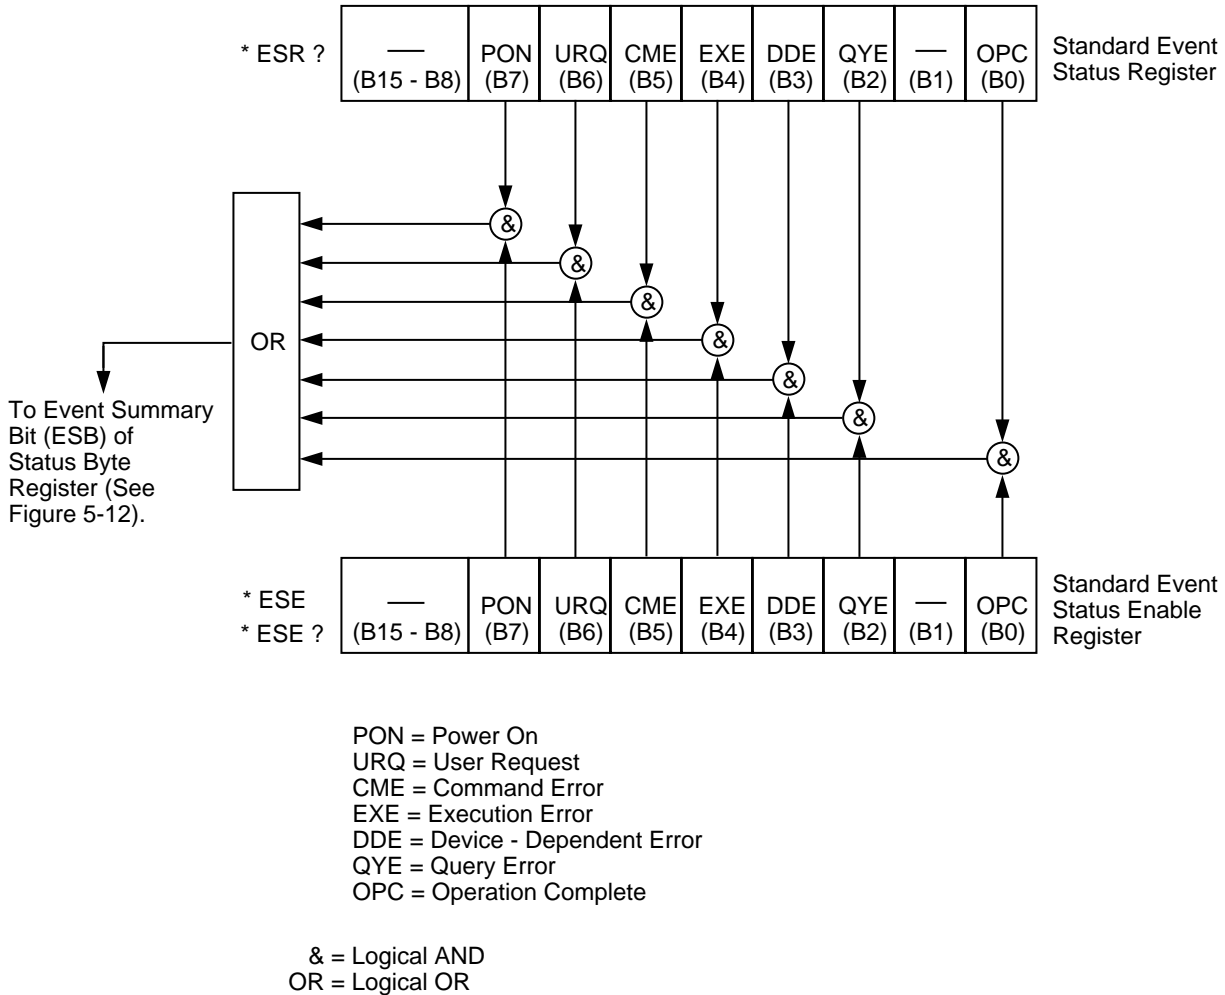 * ESR ?
— PON URQ CME EXE DDE QYE — OPC
(B15 - B8) (B7) (B6) (B5) (B4) (B3) (B2) (B1) (B0)
Standard Event
Status Register
&
&
&
&
&
&
&
OR
To Event Summary
Bit (ESB) of
Status Byte
Register (See
Figure 5-12).
* ESE
* ESE ?
— PON URQ CME EXE DDE QYE — OPC
(B15 - B8) (B7) (B6) (B5) (B4) (B3) (B2) (B1) (B0)
Standard Event
Status Enable
Register
PON = Power On
URQ = User Request
CME = Command Error
EXE = Execution Error
DDE = Device - Dependent Error
QYE = Query Error
OPC = Operation Complete
& = Logical AND
OR = Logical OR